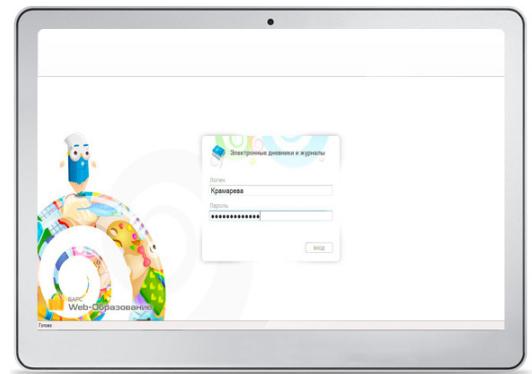 Электронные дневники и журналы
Логин
Крамарева
Пароль
•••••••••••••
ВХОД
БАРС
Web-Образование
Готово